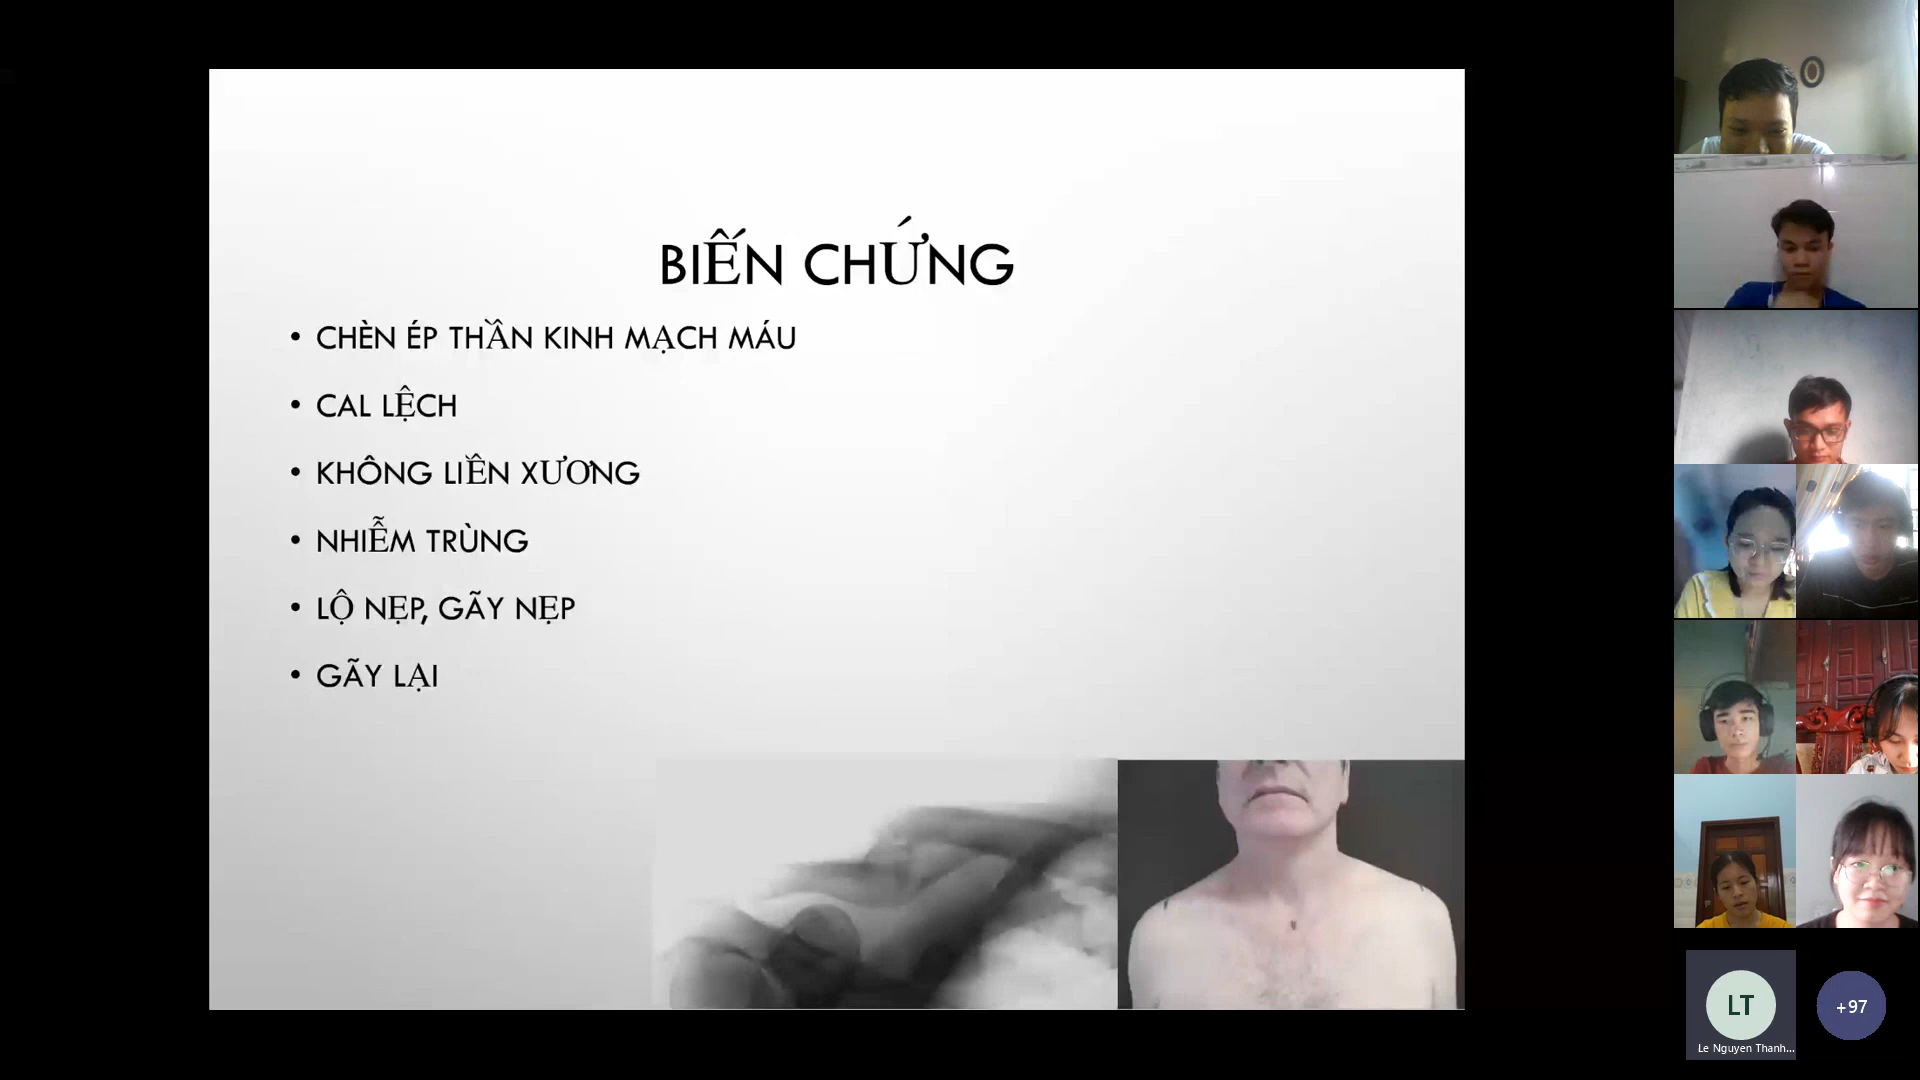 BIẾN CHỨNG
• CHÈN ÉP THẦN KINH MẠCH MÁU
• CAL LỆCH
• KHÔNG LIỀN XƯƠNG
• NHIỄM TRÙNG
• LỘ NẸP, GÃY NẸP
• GÃY LẠI
LT
Le Nguyen Thanh...
+97